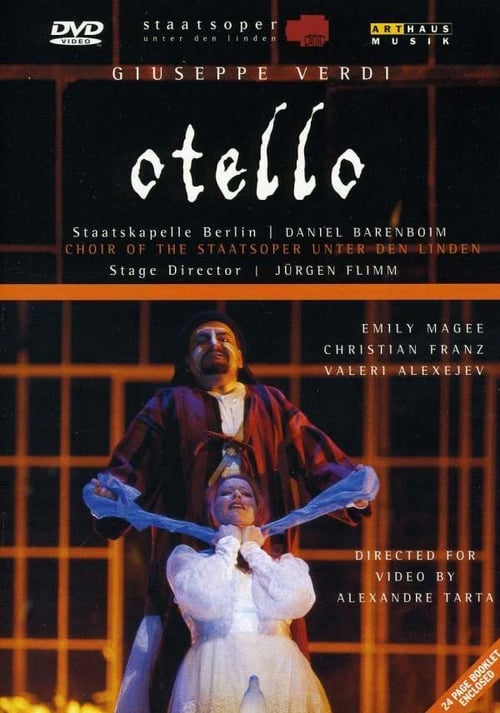 DVD
VIDEO
staatsoper
unter den linden
ARTHAUS
MUSIK
GIUSEPPE VERDI
otello
Staatskapelle Berlin | DANIEL BARENBOIM
CHOIR OF THE STAATSOPER UNTER DEN LINDEN
Stage Director | JÜRGEN FLIMM
EMILY MAGEE
CHRISTIAN FRANZ
VALERI ALEXEJEV
DIRECTED FOR
VIDEO BY
ALEXANDRE TARTA
24 PAGE BOOKLET
ENCLOSED